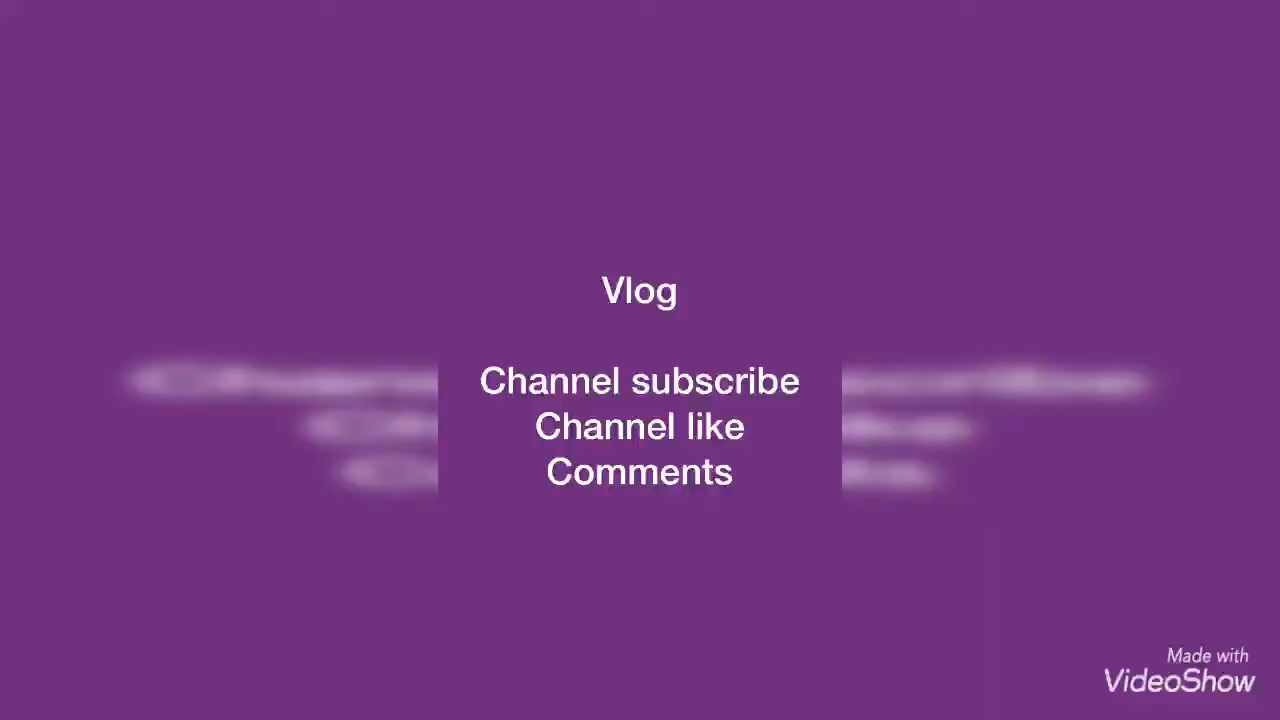 Vlog
Channel subscribe
Channel like
Comments
Made with
VideoShow